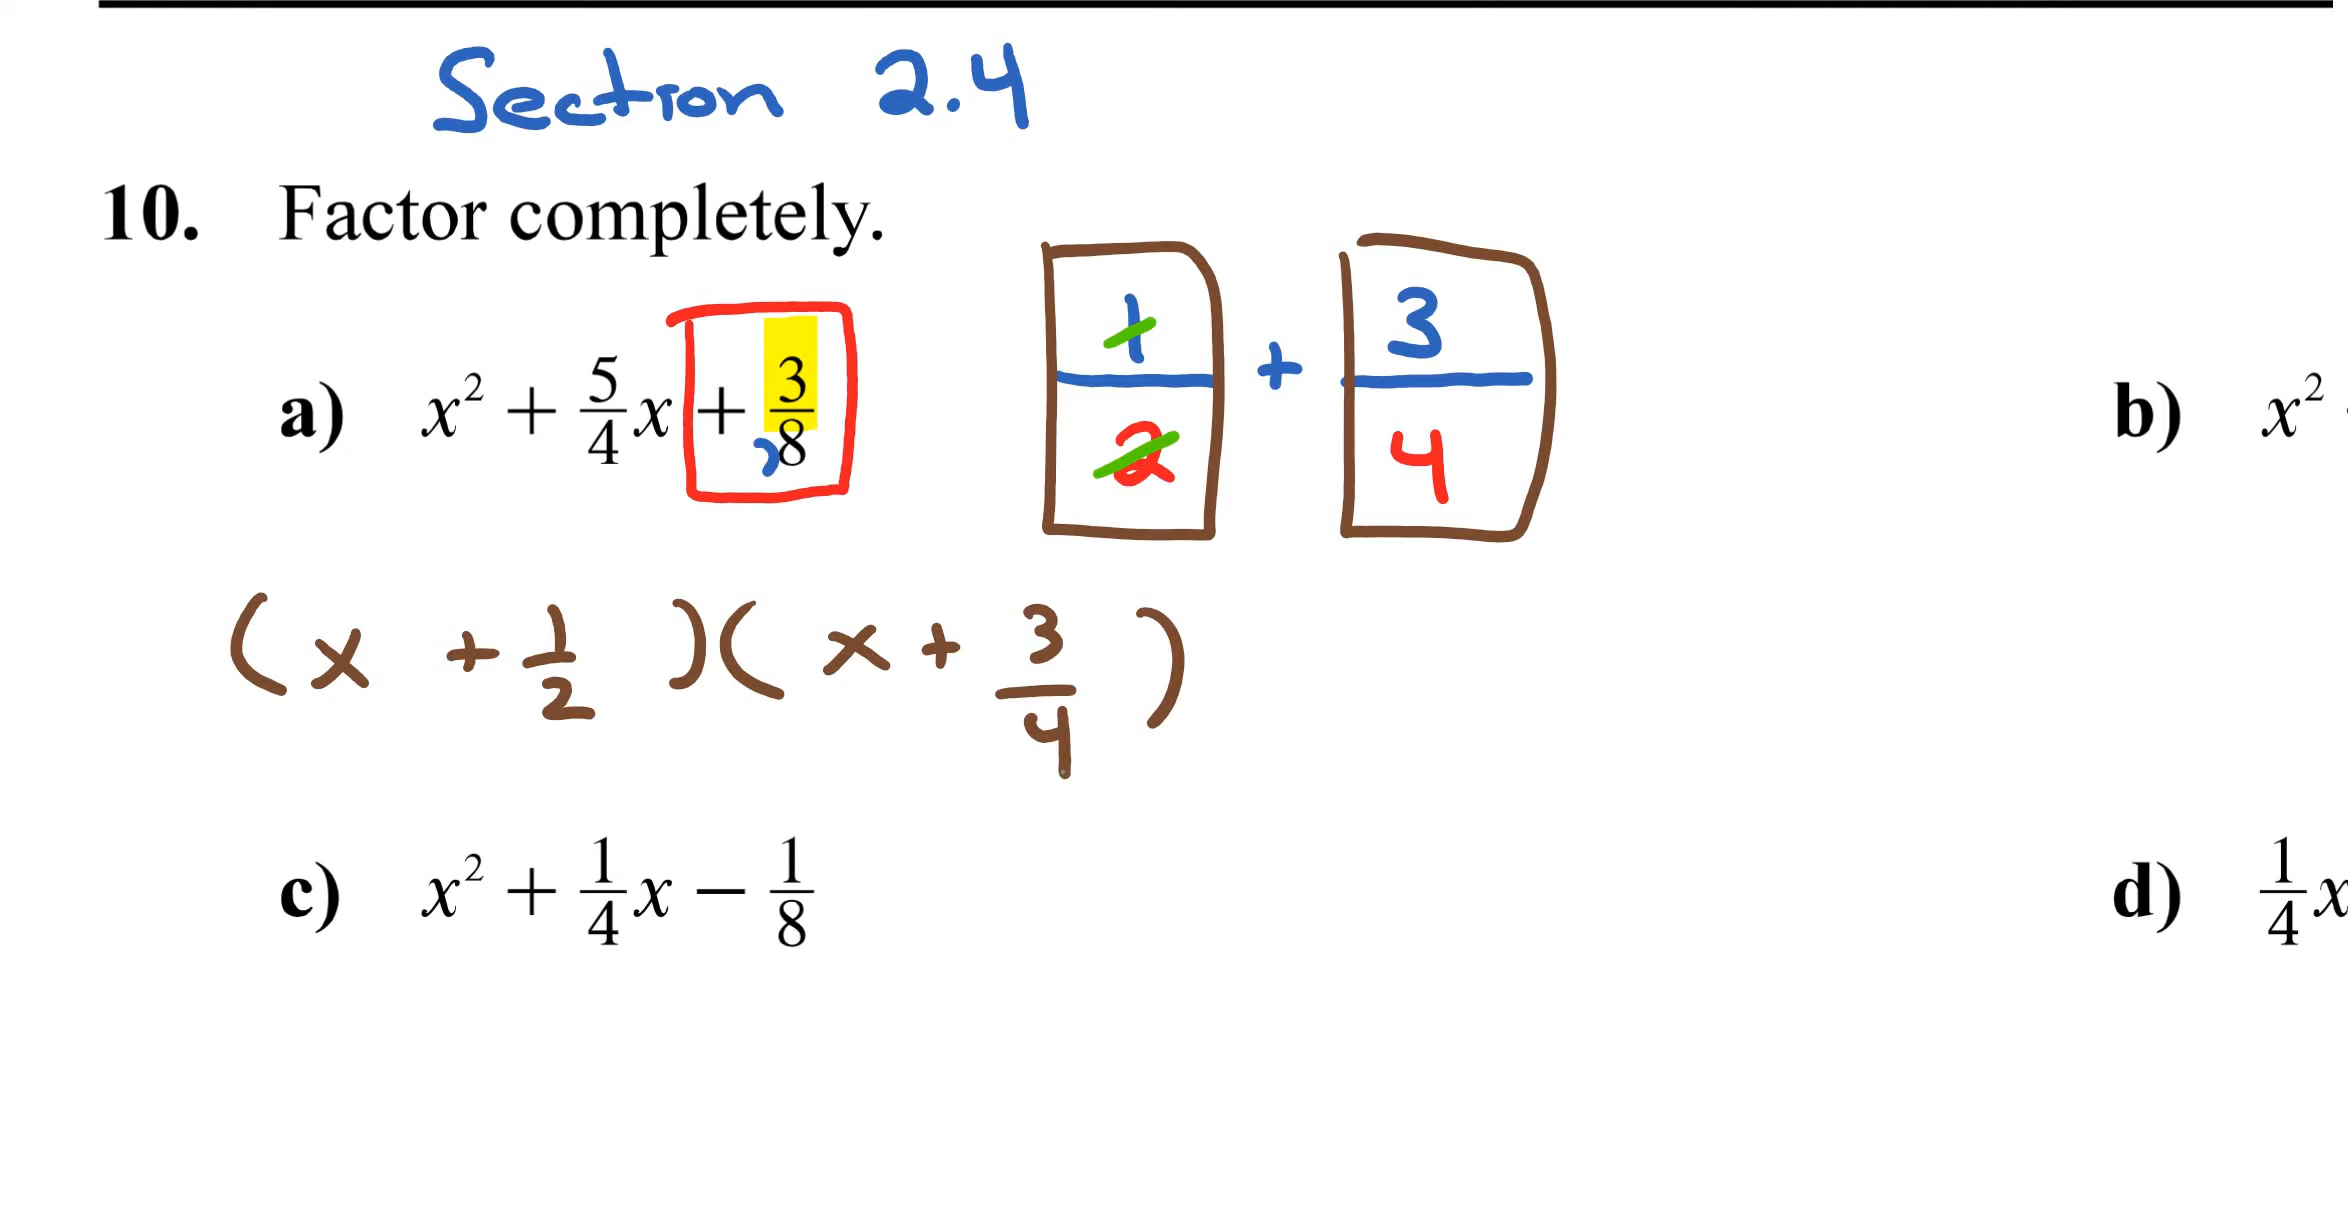 Section 2.4
10. Factor completely.
a) x² + 5/4 x + 3/8
1/2 + 3/4
b) x²
(x + 1/2)(x + 3/4)
c) x² + 1/4 x − 1/8
d) 1/4 x